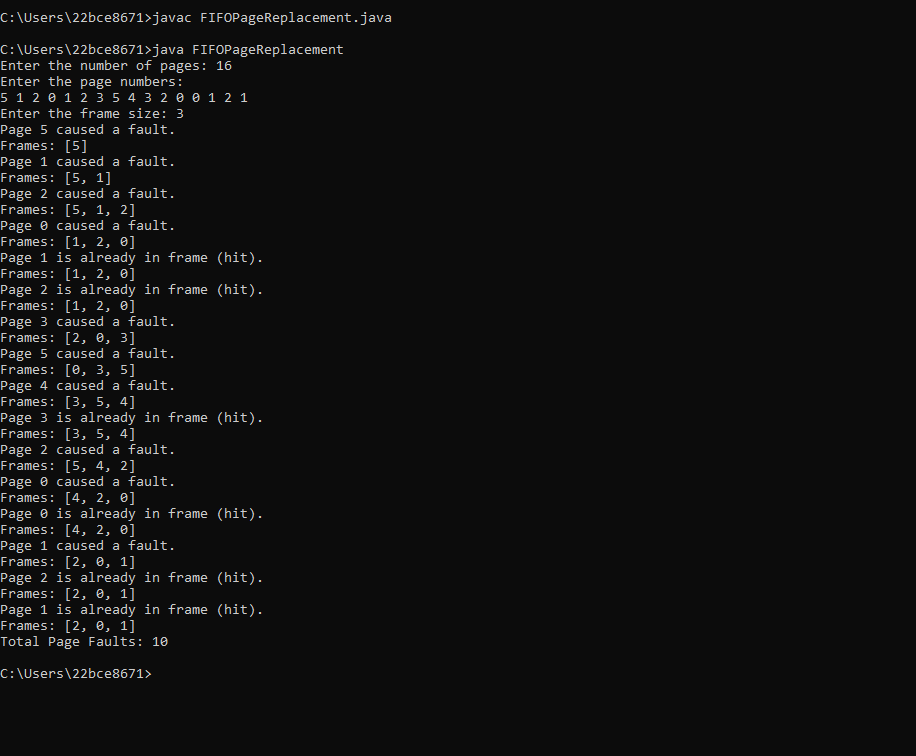 C:\Users\22bce8671>javac FIFOPageReplacement.java
C:\Users\22bce8671>java FIFOPageReplacement
Enter the number of pages: 16
Enter the page numbers:
5 1 2 0 1 2 3 5 4 3 2 0 0 1 2 1
Enter the frame size: 3
Page 5 caused a fault.
Frames: [5]
Page 1 caused a fault.
Frames: [5, 1]
Page 2 caused a fault.
Frames: [5, 1, 2]
Page 0 caused a fault.
Frames: [1, 2, 0]
Page 1 is already in frame (hit).
Frames: [1, 2, 0]
Page 2 is already in frame (hit).
Frames: [1, 2, 0]
Page 3 caused a fault.
Frames: [2, 0, 3]
Page 5 caused a fault.
Frames: [0, 3, 5]
Page 4 caused a fault.
Frames: [3, 5, 4]
Page 3 is already in frame (hit).
Frames: [3, 5, 4]
Page 2 caused a fault.
Frames: [5, 4, 2]
Page 0 caused a fault.
Frames: [4, 2, 0]
Page 0 is already in frame (hit).
Frames: [4, 2, 0]
Page 1 caused a fault.
Frames: [2, 0, 1]
Page 2 is already in frame (hit).
Frames: [2, 0, 1]
Page 1 is already in frame (hit).
Frames: [2, 0, 1]
Total Page Faults: 10
C:\Users\22bce8671>